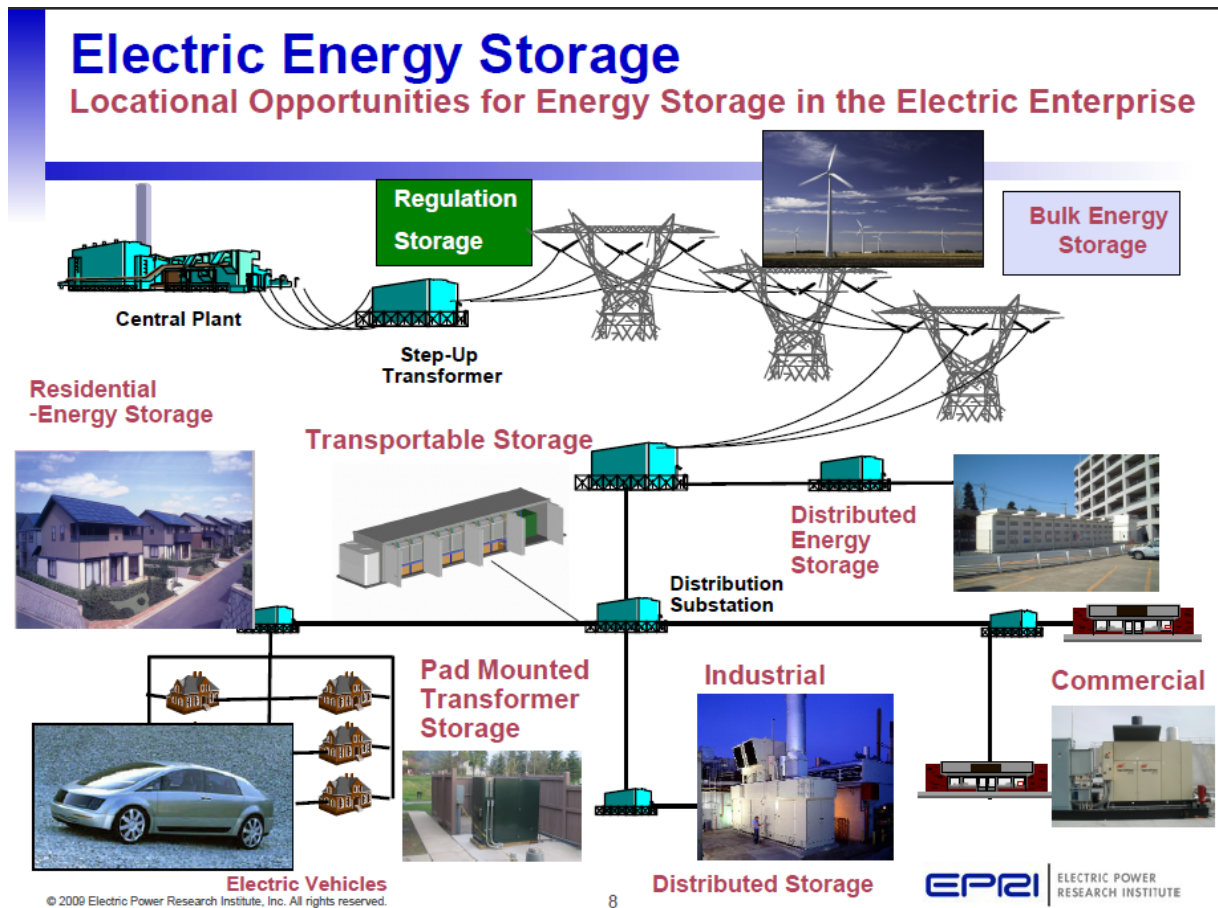 Electric Energy Storage
Locational Opportunities for Energy Storage in the Electric Enterprise
Regulation
Storage
Bulk Energy
Storage
Central Plant
Step-Up
Transformer
Residential
-Energy Storage
Transportable Storage
Distributed
Energy
Storage
Distribution
Substation
Pad Mounted
Transformer
Storage
Industrial
Commercial
Electric Vehicles
Distributed Storage
© 2009 Electric Power Research Institute, Inc. All rights reserved.
8
EPRI
ELECTRIC POWER
RESEARCH INSTITUTE